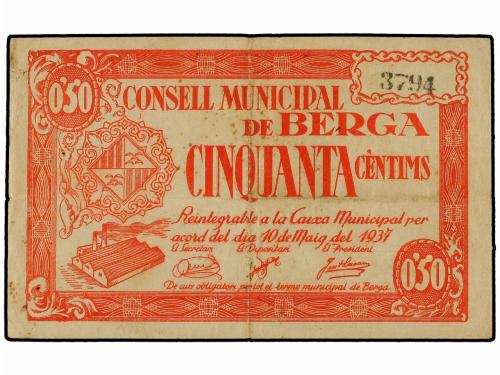 0'50
3794
CONSELL MUNICIPAL
DE BERGA
CINQUANTA CÈNTIMS
Reintegrable a la Caixa Municipal per
acord del dia 10 de Maig del 1937
El Secretari El Dipositari El President
0'50
De curs obligatori per tot el terme municipal de Berga.